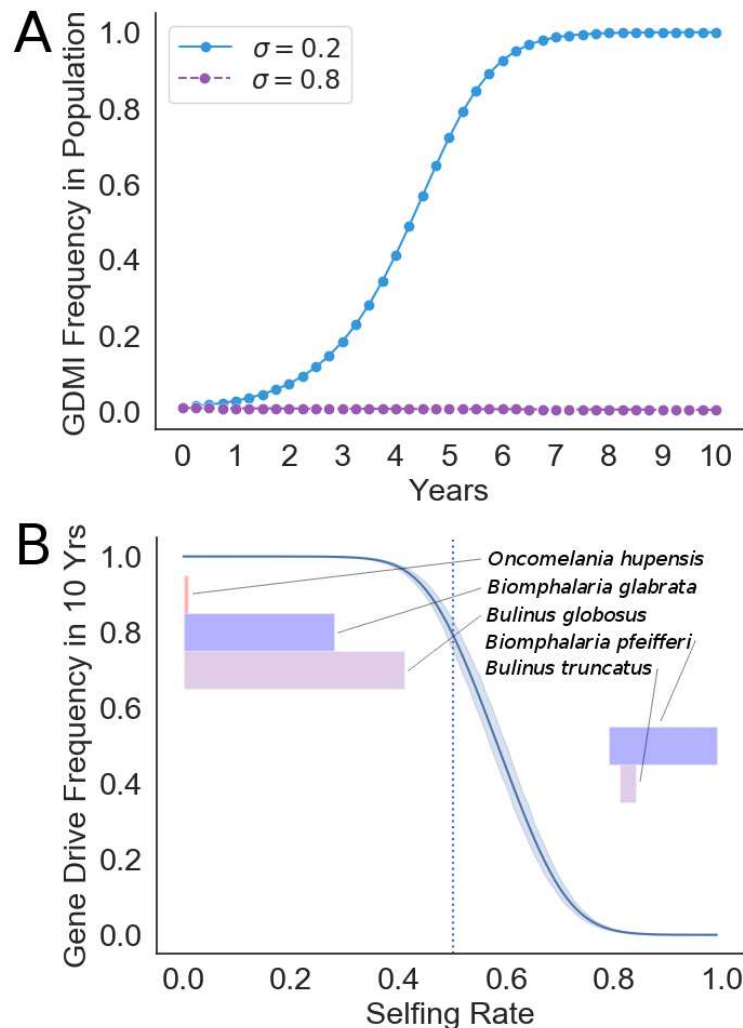 A
GDMI Frequency in Population
1.0
0.8
0.6
0.4
0.2
0.0
σ = 0.2
σ = 0.8
0 1 2 3 4 5 6 7 8 9 10
Years
B
Gene Drive Frequency in 10 Yrs
1.0
0.8
0.6
0.4
0.2
0.0
Oncomelania hupensis
Biomphalaria glabrata
Bulinus globosus
Biomphalaria pfeifferi
Bulinus truncatus
0.0 0.2 0.4 0.6 0.8 1.0
Selfing Rate